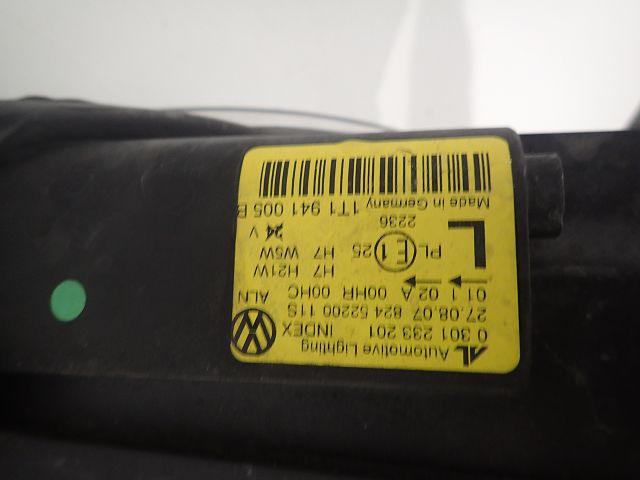 AL Automotive Lighting
0 301 233 201 INDEX
27.08.07 824 52200 11S
01 1 02 A 00HR 00HC ALN
L PL E1 25 H7 H21W
H7 W5W
2236 24 V
Made in Germany 1T1 941 005 B